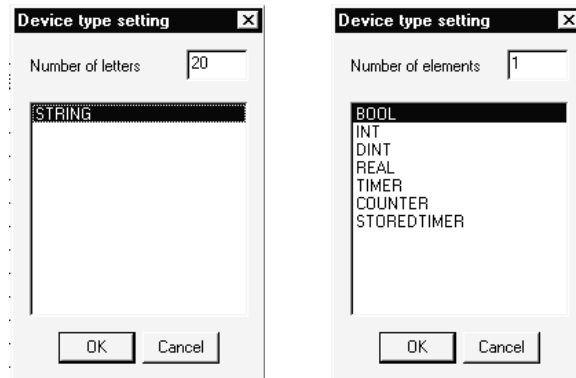 Device type setting
Number of letters 20
STRING
OK Cancel
Device type setting
Number of elements 1
BOOL
INT
DINT
REAL
TIMER
COUNTER
STOREDTIMER
OK Cancel